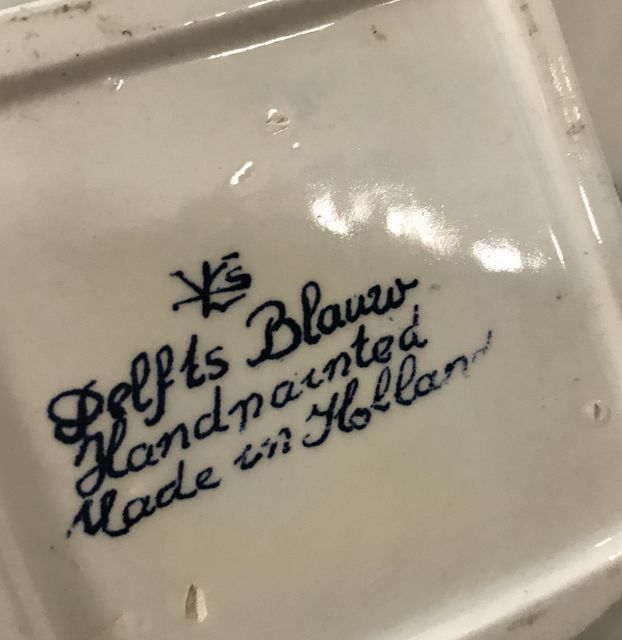 Delfts Blauw
Handpainted
Made in Holland